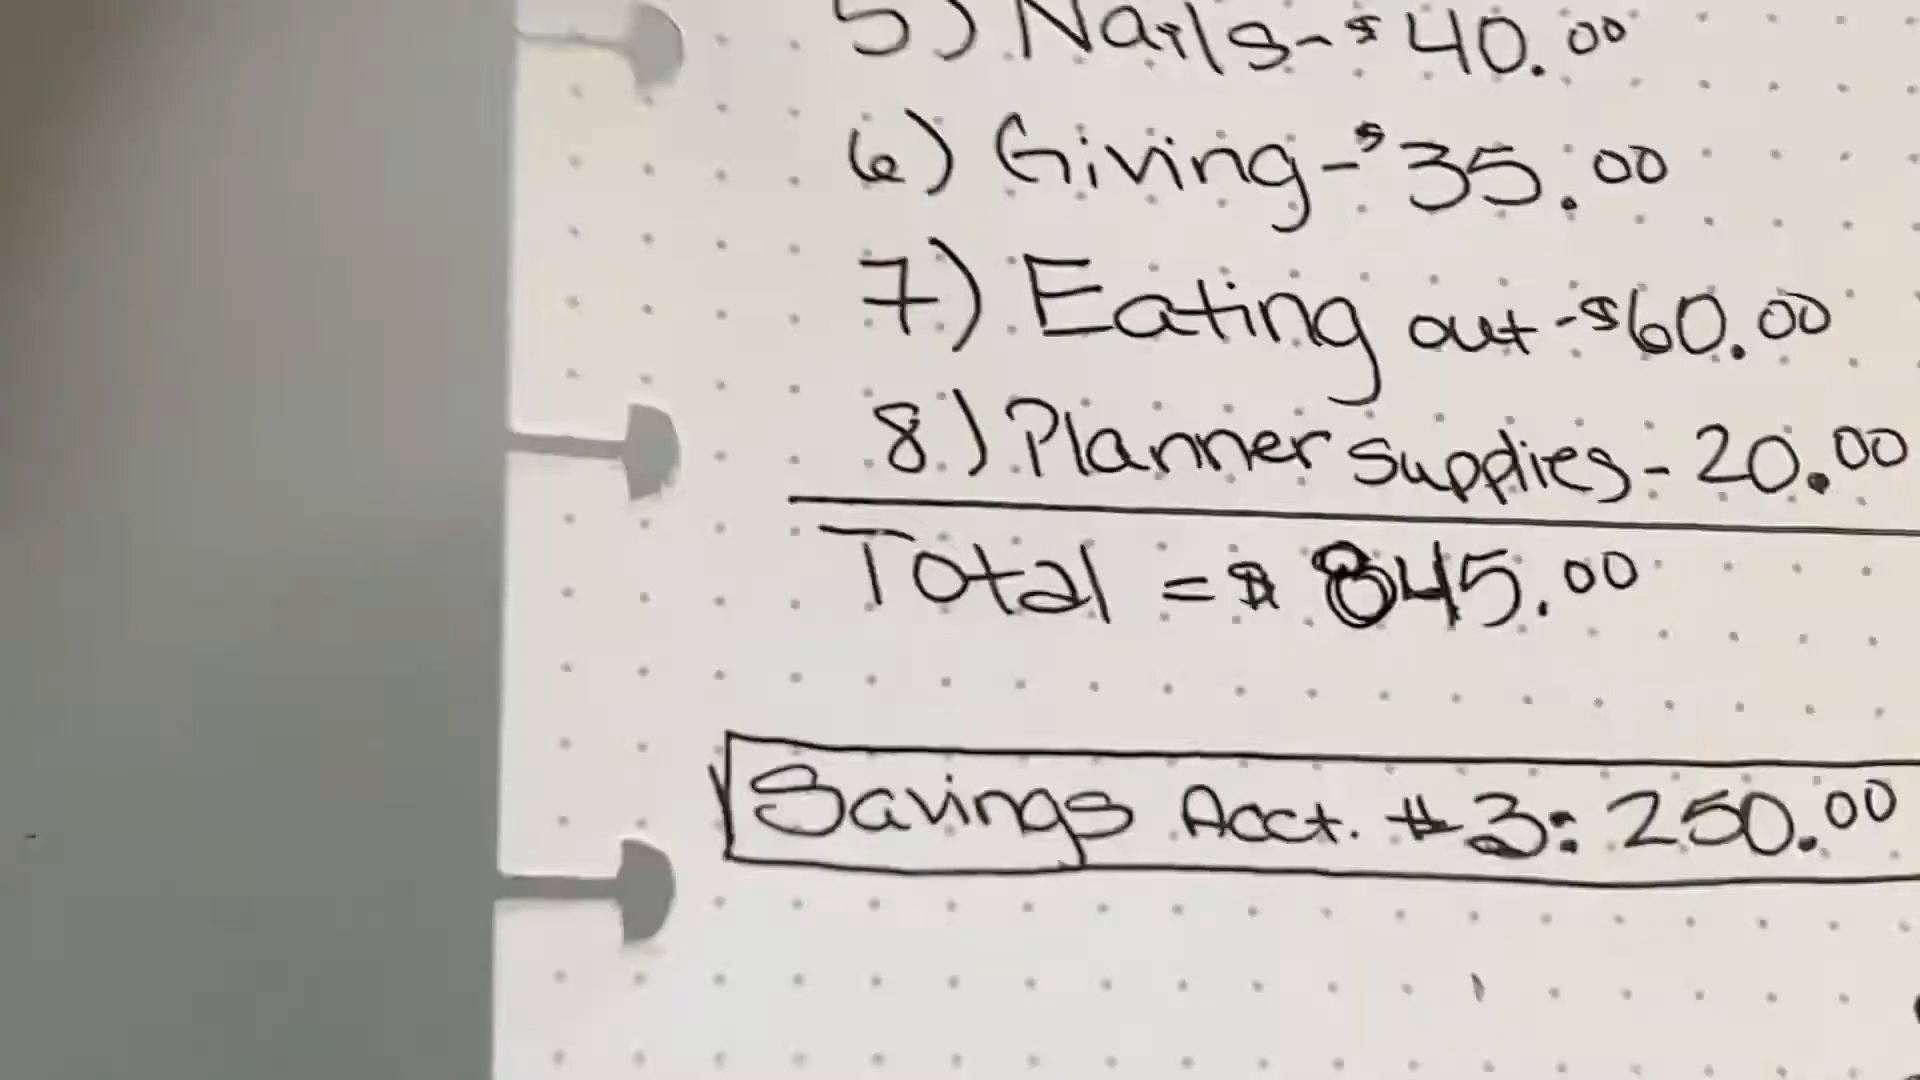 5) Nails - $40.00
6) Giving - $35.00
7) Eating out - $60.00
8.) Planner supplies - 20.00
Total = $ 845.00
Savings Acct. #3: 250.00